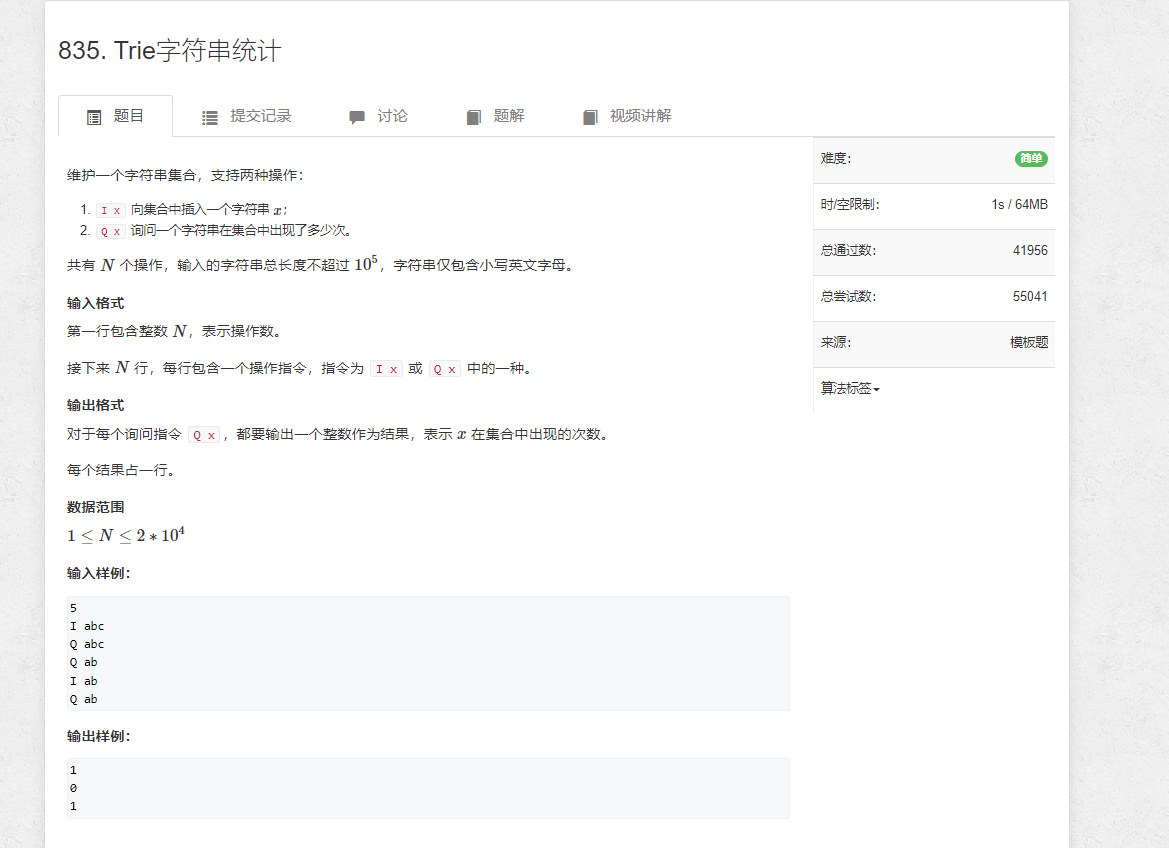 835. Trie字符串统计
题目 提交记录 讨论 题解 视频讲解
维护一个字符串集合，支持两种操作：
1. I x 向集合中插入一个字符串 x；
2. Q x 询问一个字符串在集合中出现了多少次。
共有 N 个操作，输入的字符串总长度不超过 10^5，字符串仅包含小写英文字母。
输入格式
第一行包含整数 N，表示操作数。
接下来 N 行，每行包含一个操作指令，指令为 I x 或 Q x 中的一种。
输出格式
对于每个询问指令 Q x，都要输出一个整数作为结果，表示 x 在集合中出现的次数。
每个结果占一行。
数据范围
1 ≤ N ≤ 2 ∗ 10^4
输入样例：
5
I abc
Q abc
Q ab
I ab
Q ab
输出样例：
1
0
1
难度： 简单
时/空限制： 1s / 64MB
总通过数： 41956
总尝试数： 55041
来源： 模板题
算法标签